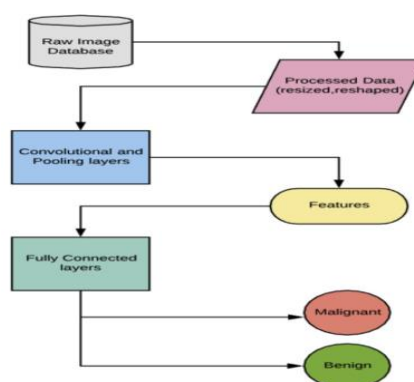 Raw Image
Database
Processed Data
(resized,reshaped)
Convolutional and
Pooling layers
Features
Fully Connected
layers
Malignant
Benign